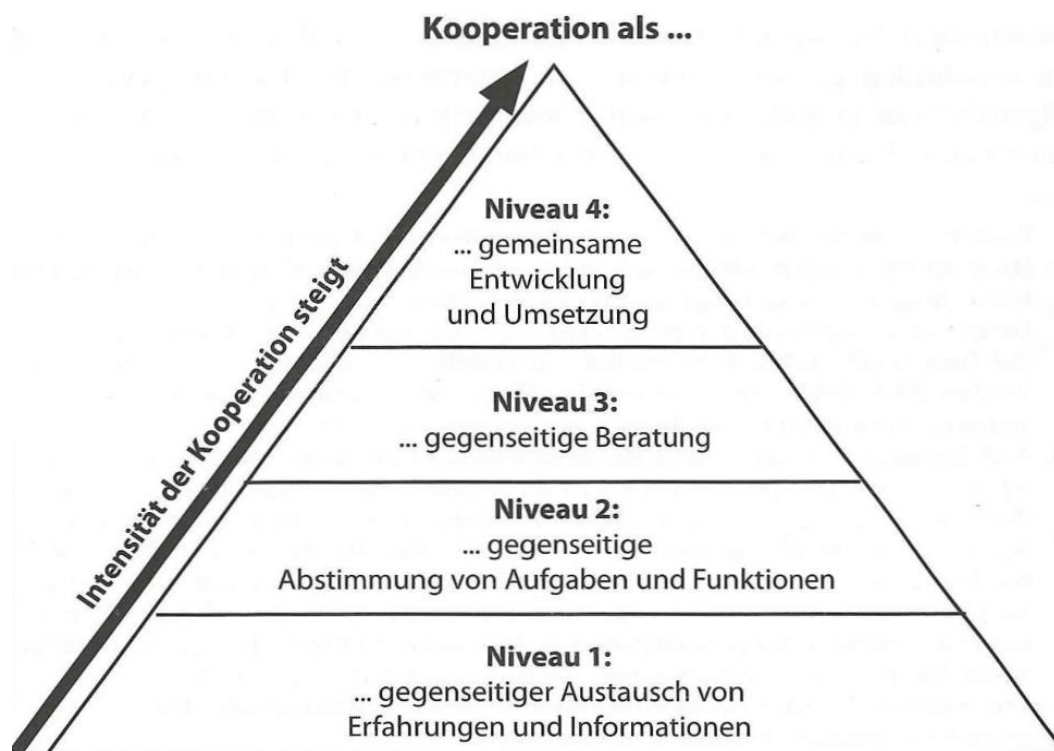 Kooperation als ...
Intensität der Kooperation steigt
Niveau 4:
... gemeinsame
Entwicklung
und Umsetzung
Niveau 3:
... gegenseitige Beratung
Niveau 2:
... gegenseitige
Abstimmung von Aufgaben und Funktionen
Niveau 1:
... gegenseitiger Austausch von
Erfahrungen und Informationen